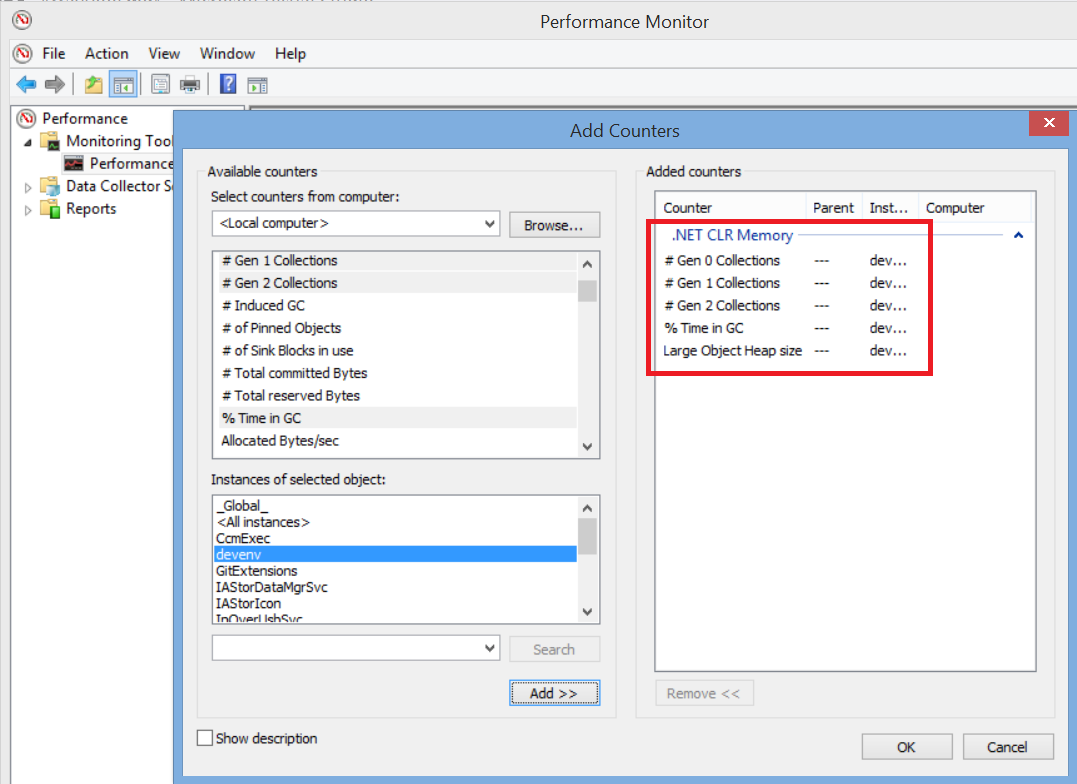 Performance Monitor
File Action View Window Help
Performance
Monitoring Tool
Performance
Data Collector S
Reports
Add Counters
Available counters
Select counters from computer:
<Local computer>
Browse...
# Gen 1 Collections
# Gen 2 Collections
# Induced GC
# of Pinned Objects
# of Sink Blocks in use
# Total committed Bytes
# Total reserved Bytes
% Time in GC
Allocated Bytes/sec
Instances of selected object:
_Global_
<All instances>
CcmExec
devenv
GitExtensions
IAStorDataMgrSvc
IAStorIcon
InOverUsbSvc
Search
Add >>
Show description
Added counters
Counter Parent Inst... Computer
.NET CLR Memory
# Gen 0 Collections --- dev...
# Gen 1 Collections --- dev...
# Gen 2 Collections --- dev...
% Time in GC --- dev...
Large Object Heap size --- dev...
Remove <<
OK Cancel